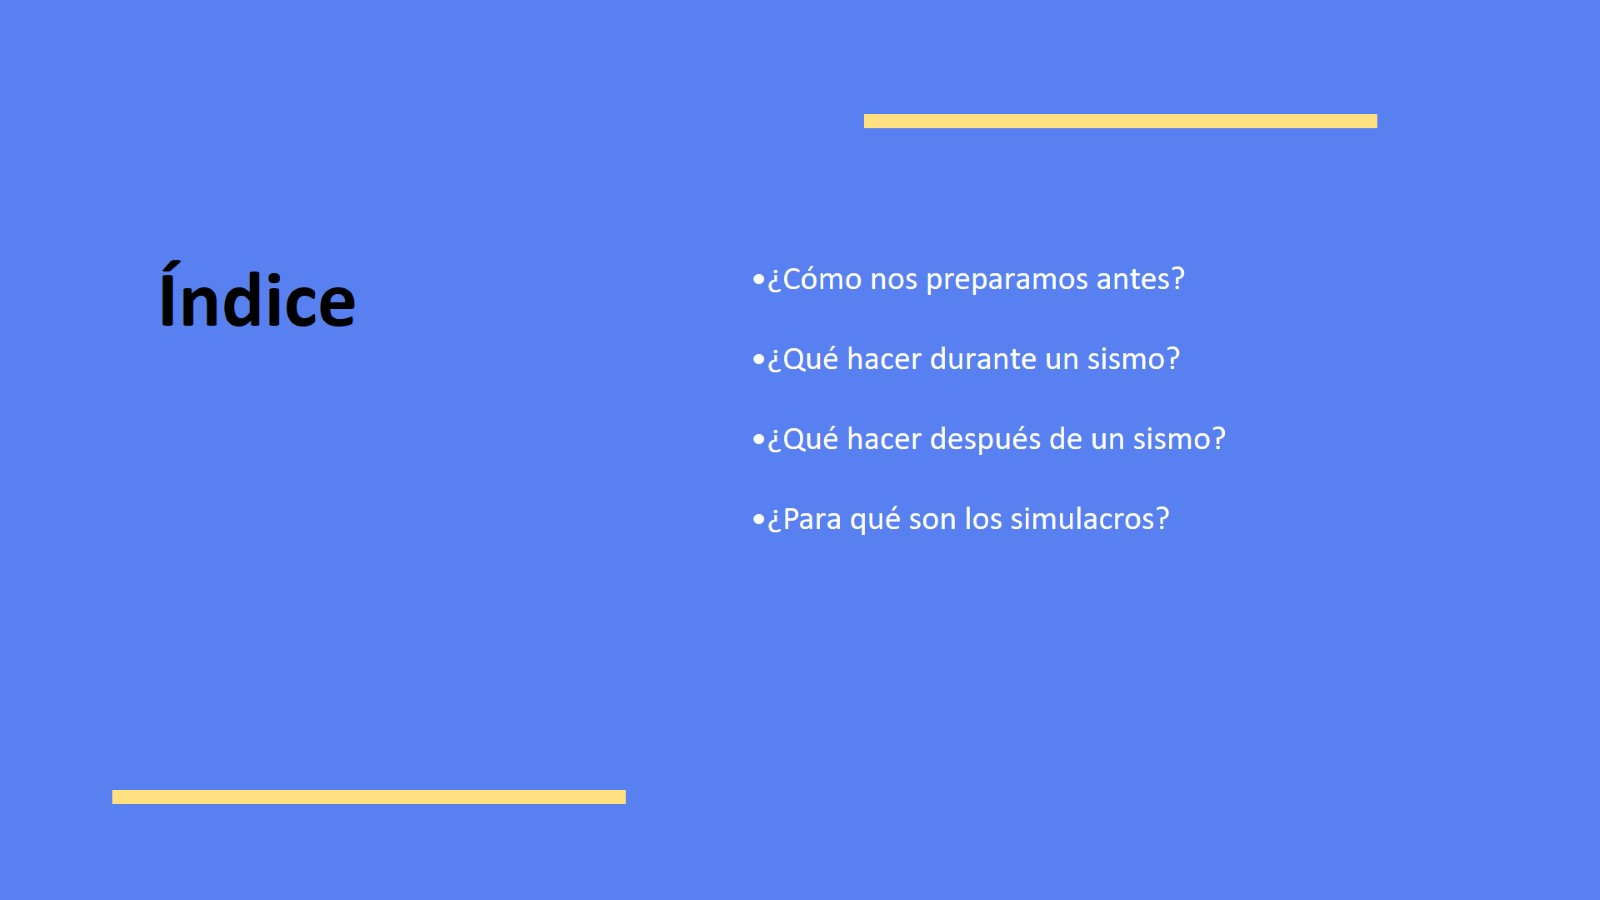 Índice
•¿Cómo nos preparamos antes?
•¿Qué hacer durante un sismo?
•¿Qué hacer después de un sismo?
•¿Para qué son los simulacros?